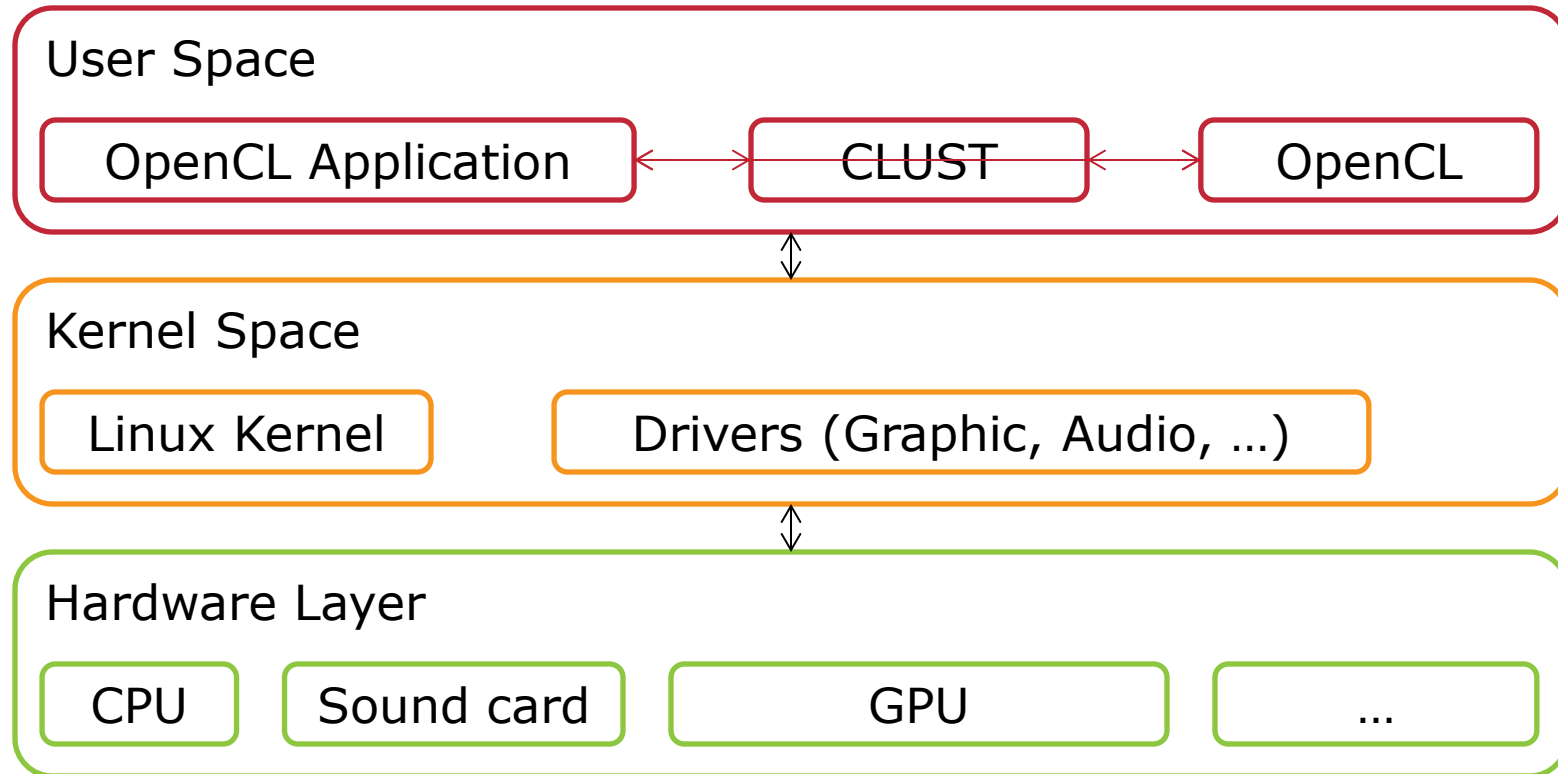 User Space
OpenCL Application
CLUST
OpenCL
Kernel Space
Linux Kernel
Drivers (Graphic, Audio, …)
Hardware Layer
CPU
Sound card
GPU
…